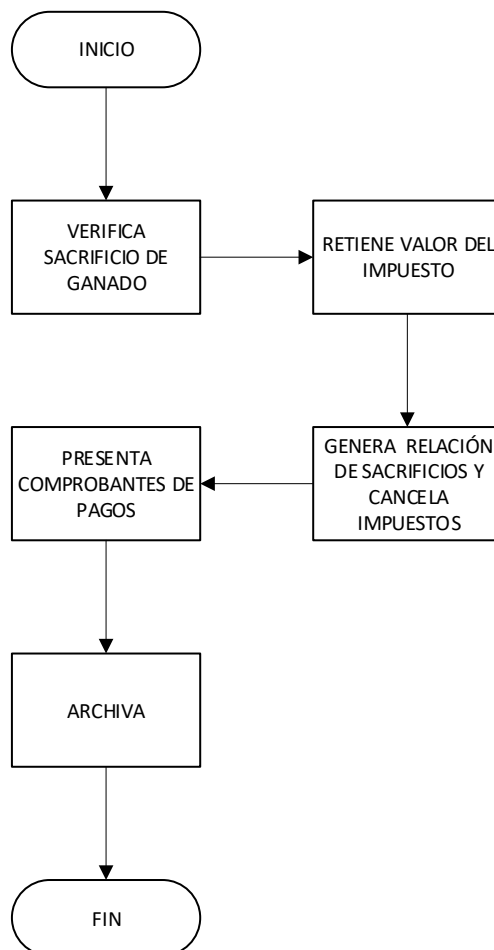 INICIO
VERIFICA
SACRIFICIO DE
GANADO
RETIENE VALOR DEL
IMPUESTO
GENERA RELACIÓN
DE SACRIFICIOS Y
CANCELA
IMPUESTOS
PRESENTA
COMPROBANTES DE
PAGOS
ARCHIVA
FIN